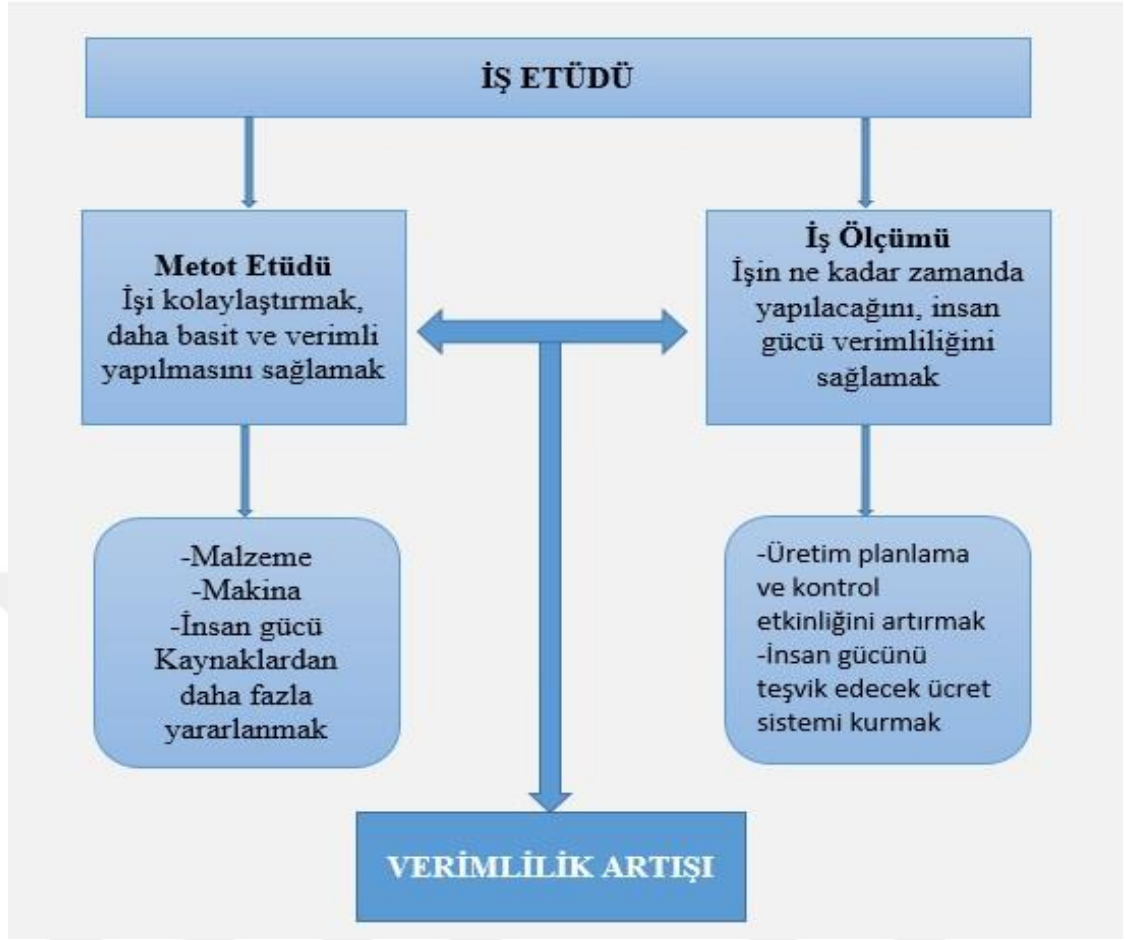 İŞ ETÜDÜ
Metot Etüdü
İşi kolaylaştırmak,
daha basit ve verimli
yapılmasını sağlamak
İş Ölçümü
İşin ne kadar zamanda
yapılacağını, insan
gücü verimliliğini
sağlamak
-Malzeme
-Makina
-İnsan gücü
Kaynaklardan
daha fazla
yararlanmak
-Üretim planlama
ve kontrol
etkinliğini artırmak
-İnsan gücünü
teşvik edecek ücret
sistemi kurmak
VERİMLİLİK ARTIŞI